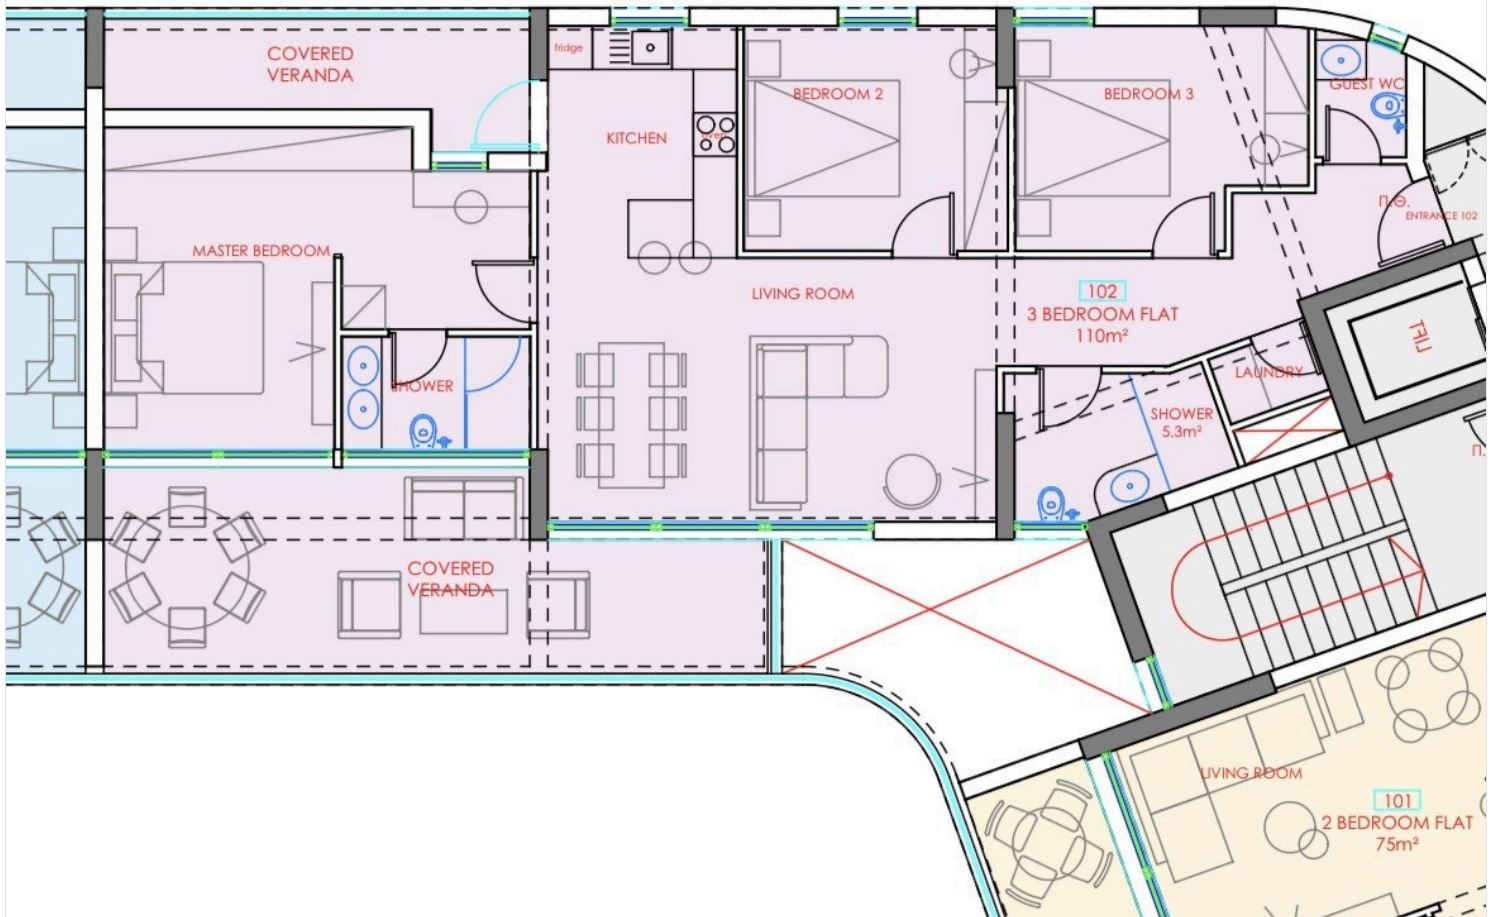 COVERED
VERANDA
fridge
KITCHEN
oven
BEDROOM 2
BEDROOM 3
GUEST WC
Π.Θ.
ENTRANCE 102
MASTER BEDROOM
LIVING ROOM
102
3 BEDROOM FLAT
110m²
LIFT
SHOWER
LAUNDRY
SHOWER
5.3m²
COVERED
VERANDA
LIVING ROOM
101
2 BEDROOM FLAT
75m²